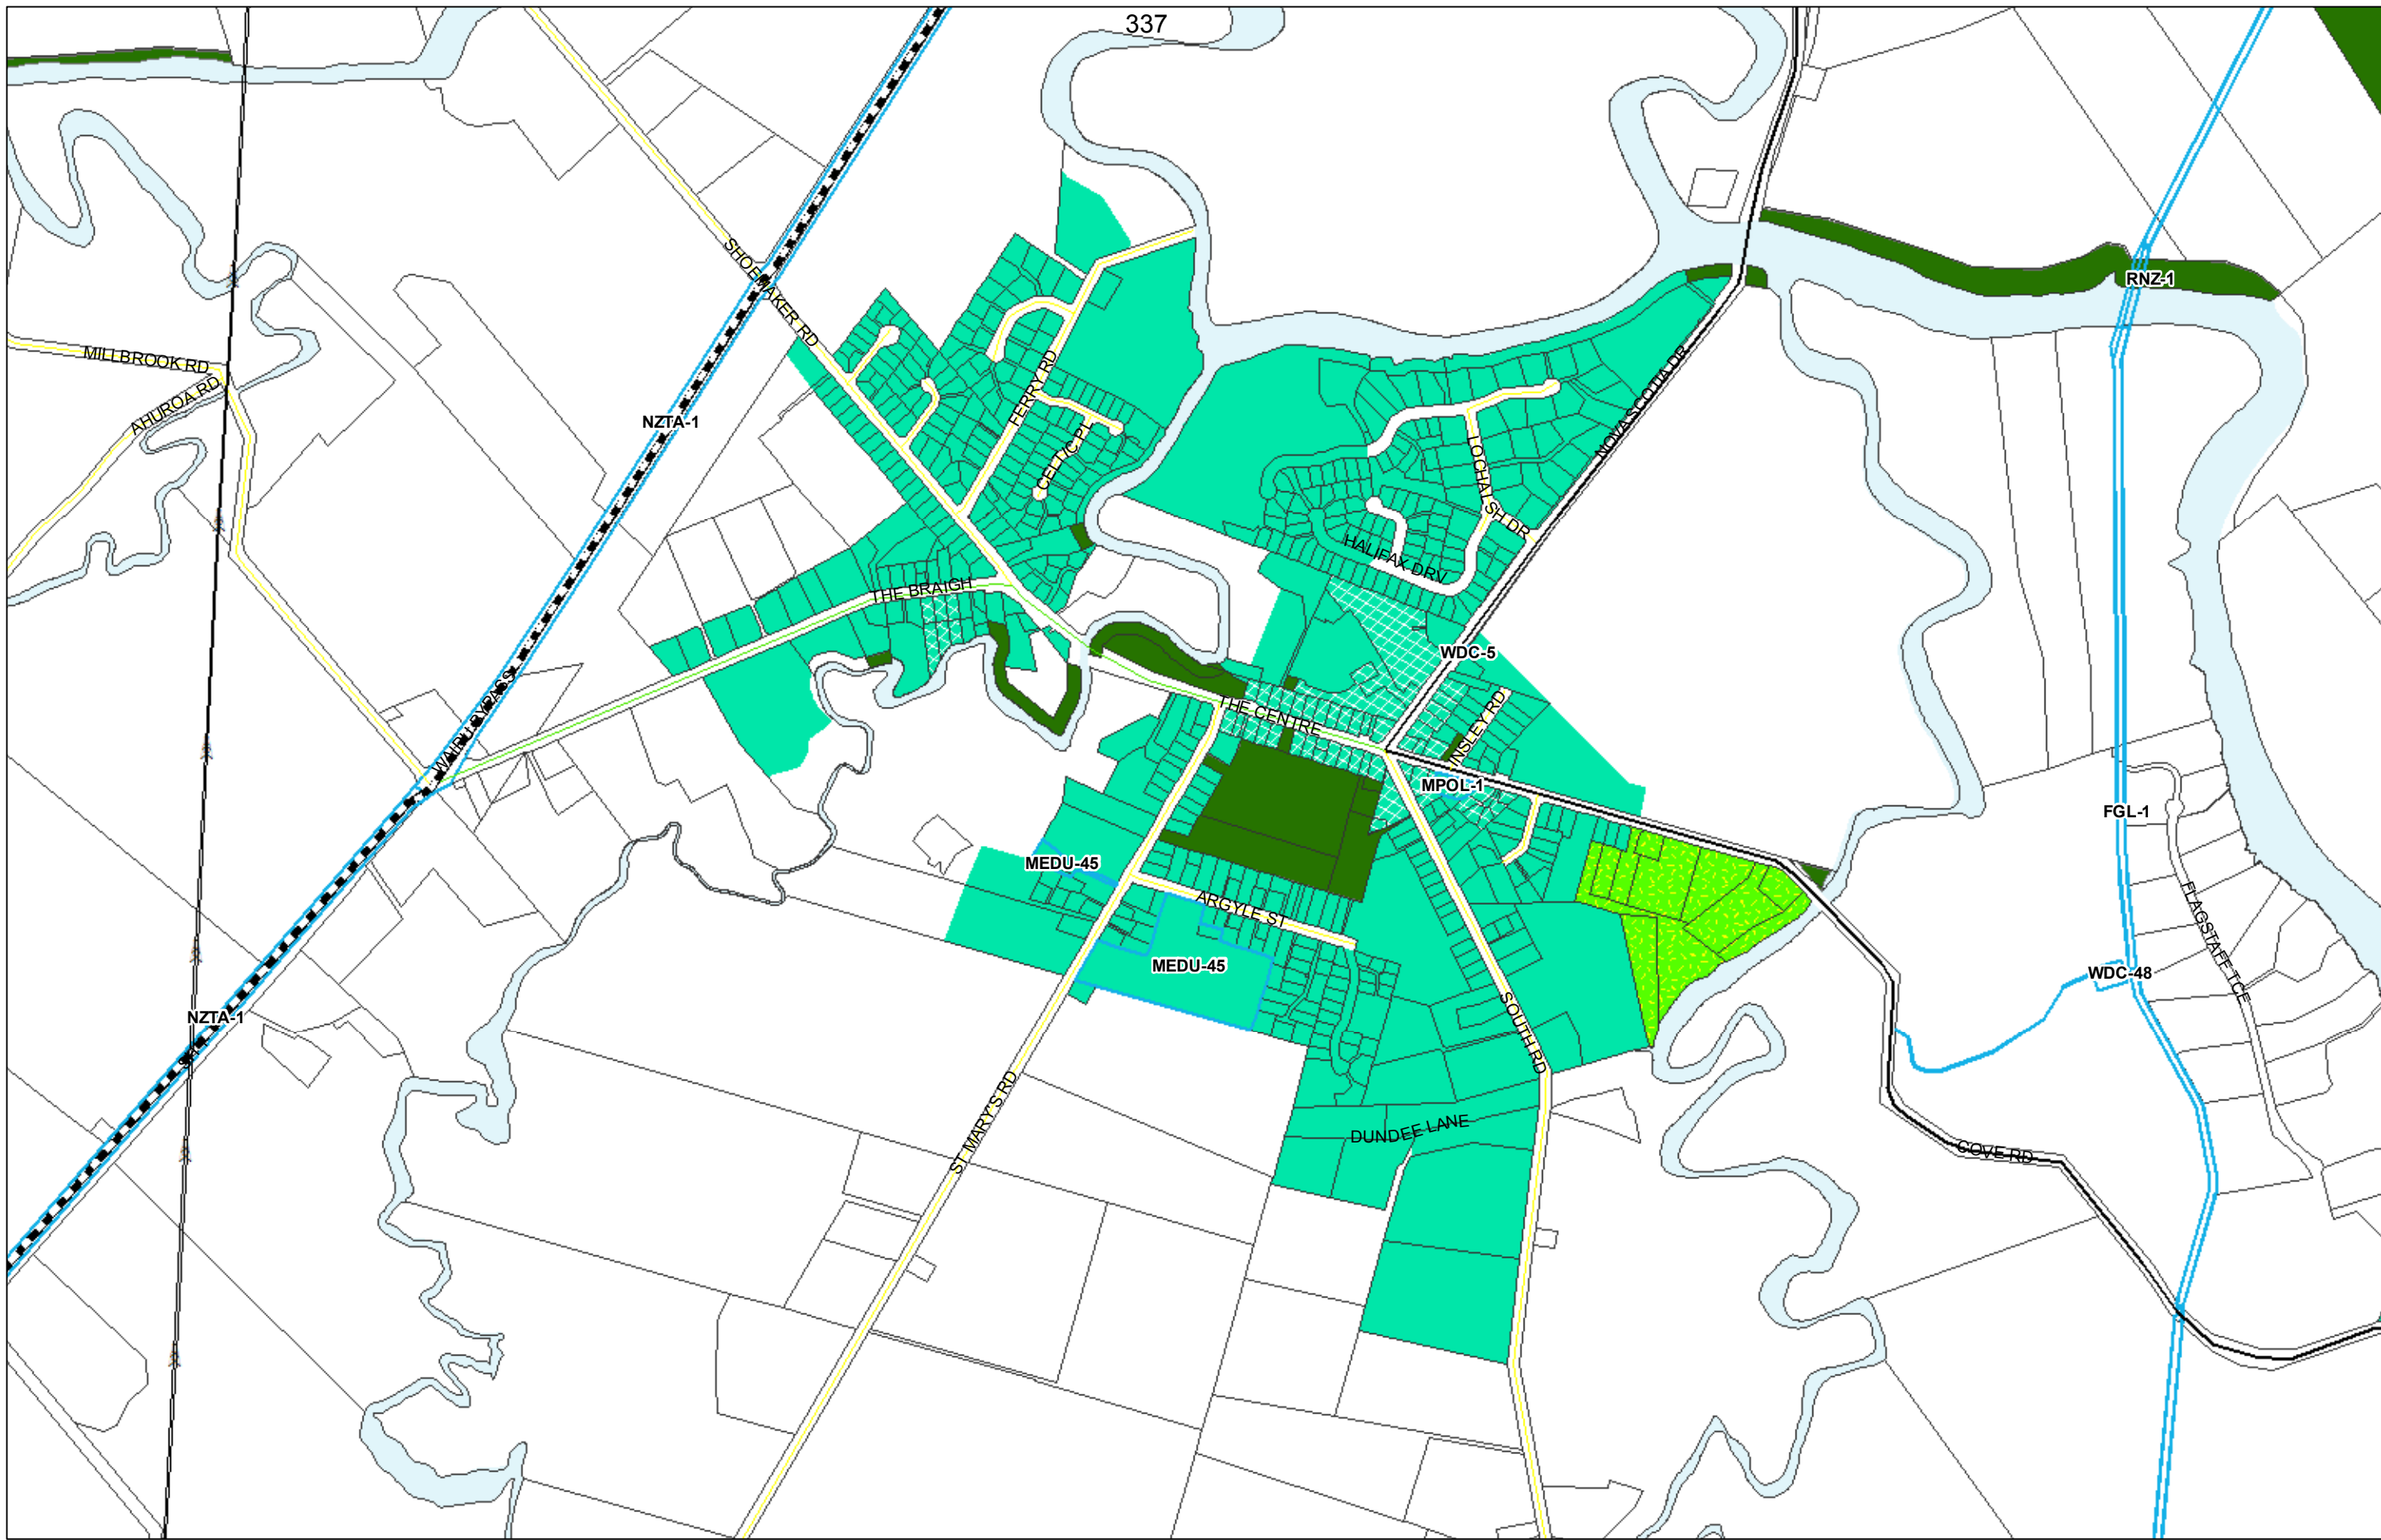 337
RNZ-1
SHOEMAKER RD
MILLBROOK RD
AHUROA RD
NZTA-1
FERRY RD
CELTIC PL
NOVA SCOTIA DR
LOCHALSH DR
HALIFAX DRV
THE BRAIGH
WDC-5
WAIPU BYPASS
THE CENTRE
INSLEY RD
MPOL-1
FGL-1
MEDU-45
ARGYLE ST
FLAGSTAFF TCE
MEDU-45
WDC-48
NZTA-1
SOUTH RD
ST MARY'S RD
DUNDEE LANE
COVE RD